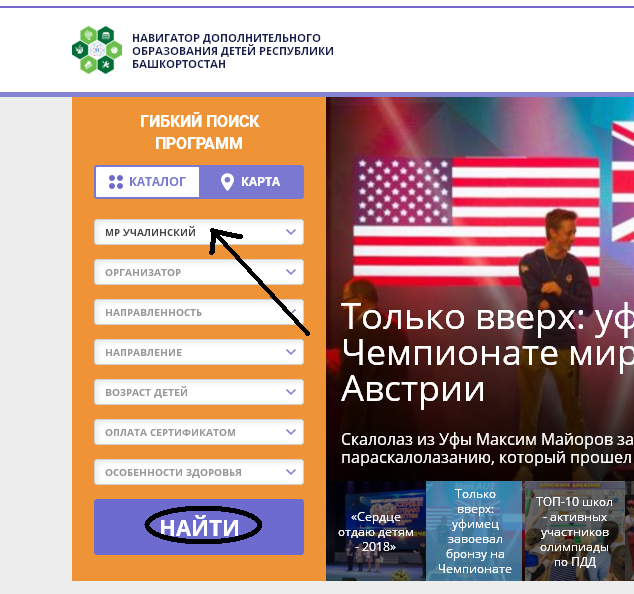 НАВИГАТОР ДОПОЛНИТЕЛЬНОГО
ОБРАЗОВАНИЯ ДЕТЕЙ РЕСПУБЛИКИ
БАШКОРТОСТАН
ГИБКИЙ ПОИСК
ПРОГРАММ
КАТАЛОГ
КАРТА
МР УЧАЛИНСКИЙ
ОРГАНИЗАТОР
НАПРАВЛЕННОСТЬ
НАПРАВЛЕНИЕ
ВОЗРАСТ ДЕТЕЙ
ОПЛАТА СЕРТИФИКАТОМ
ОСОБЕННОСТИ ЗДОРОВЬЯ
НАЙТИ
Только вверх: уф
Чемпионате мир
Австрии
Скалолаз из Уфы Максим Майоров за
параскалолазанию, который прошел
«Сердце
отдаю детям
- 2018»
Только
вверх:
уфимец
завоевал
бронзу на
Чемпионате
ТОП-10 школ
- активных
участников
олимпиады
по ПДД